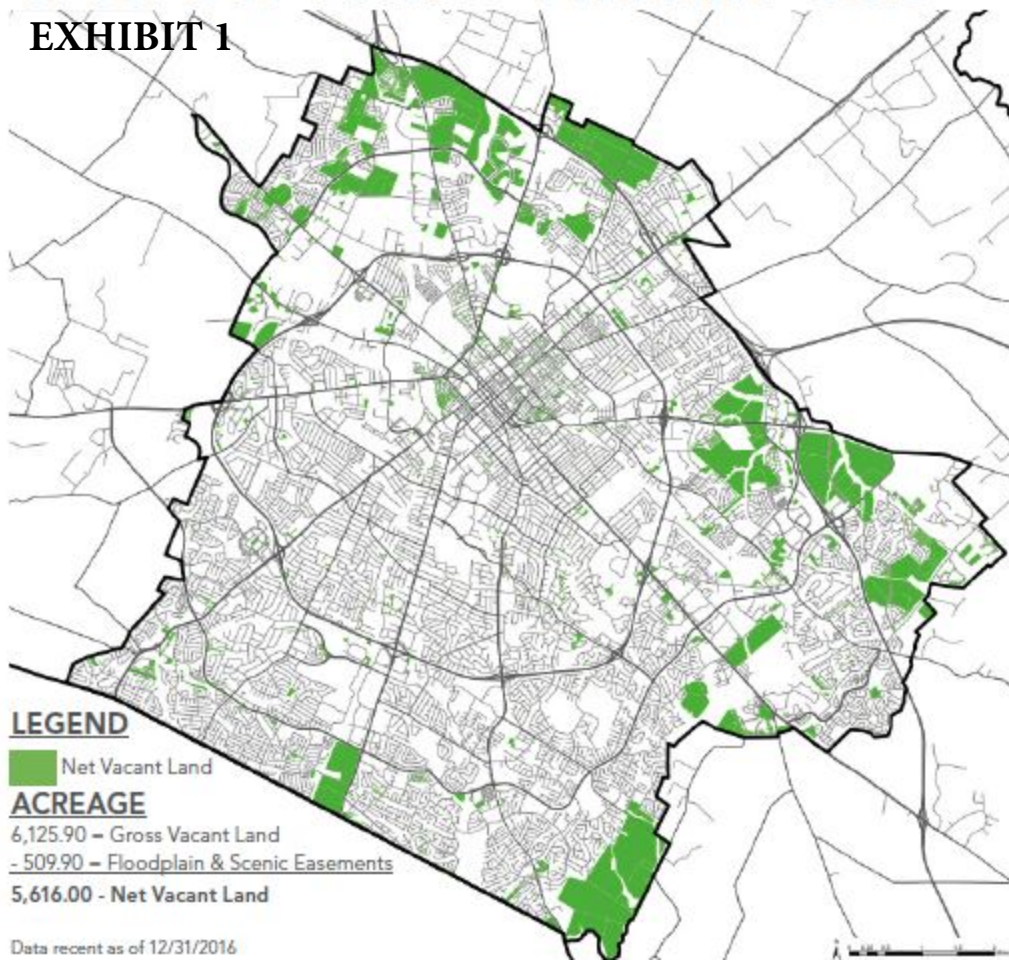 EXHIBIT 1
LEGEND
Net Vacant Land
ACREAGE
6,125.90 = Gross Vacant Land
- 509.90 = Floodplain & Scenic Easements
5,616.00 - Net Vacant Land
Data recent as of 12/31/2016